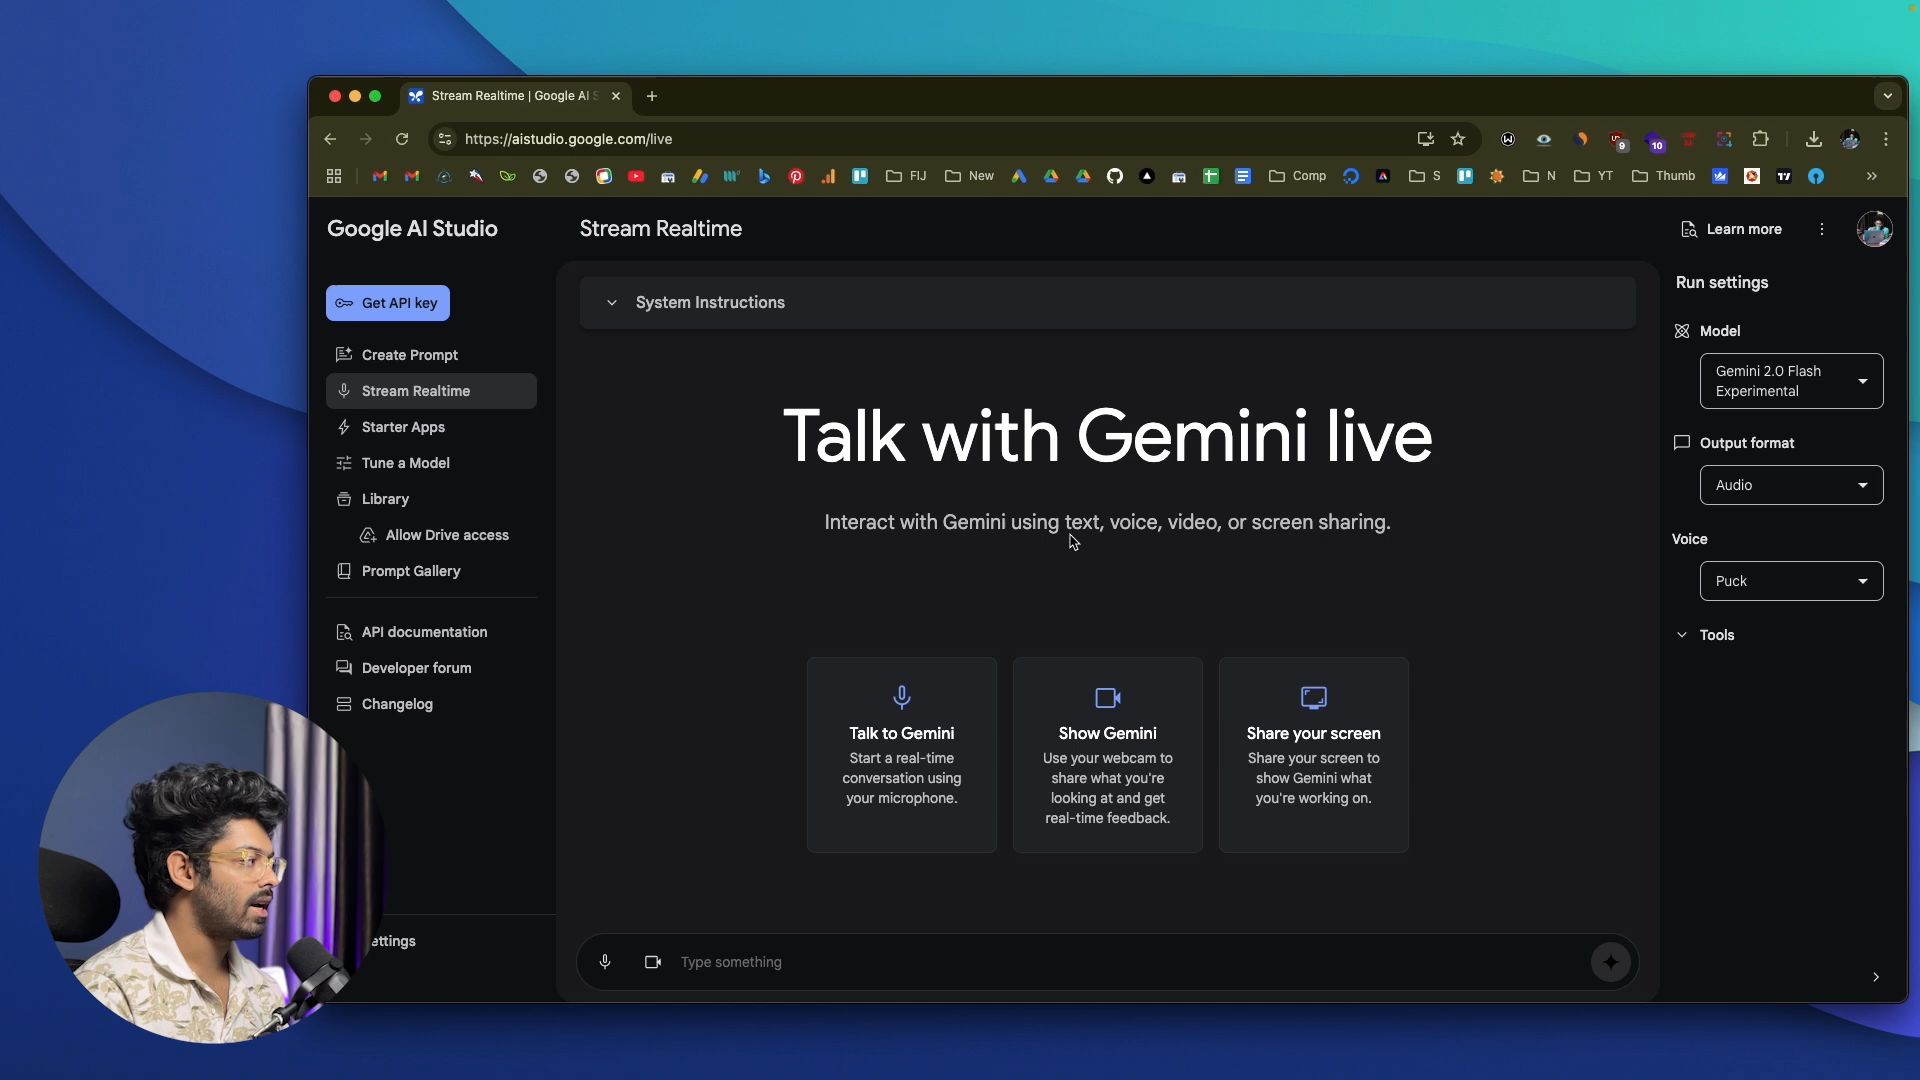 Stream Realtime | Google AI S
https://aistudio.google.com/live
9
10
FIJ
New
Comp
S
N
YT
Thumb
Google AI Studio
Stream Realtime
Learn more
Get API key
Create Prompt
Stream Realtime
Starter Apps
Tune a Model
Library
Allow Drive access
Prompt Gallery
API documentation
Developer forum
Changelog
ettings
System Instructions
Talk with Gemini live
Interact with Gemini using text, voice, video, or screen sharing.
Talk to Gemini
Start a real-time
conversation using
your microphone.
Show Gemini
Use your webcam to
share what you're
looking at and get
real-time feedback.
Share your screen
Share your screen to
show Gemini what
you're working on.
Type something
Run settings
Model
Gemini 2.0 Flash
Experimental
Output format
Audio
Voice
Puck
Tools